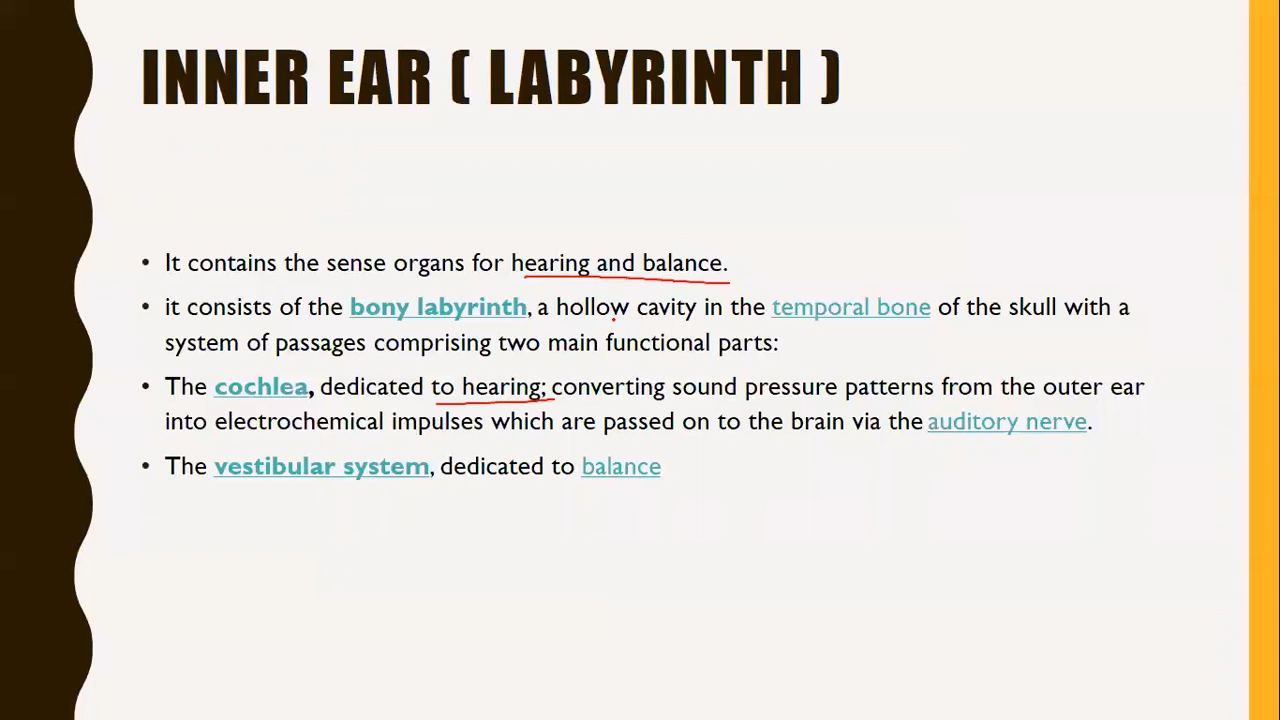 INNER EAR ( LABYRINTH )
• It contains the sense organs for hearing and balance.
• it consists of the bony labyrinth, a hollow cavity in the temporal bone of the skull with a
system of passages comprising two main functional parts:
• The cochlea, dedicated to hearing; converting sound pressure patterns from the outer ear
into electrochemical impulses which are passed on to the brain via the auditory nerve.
• The vestibular system, dedicated to balance